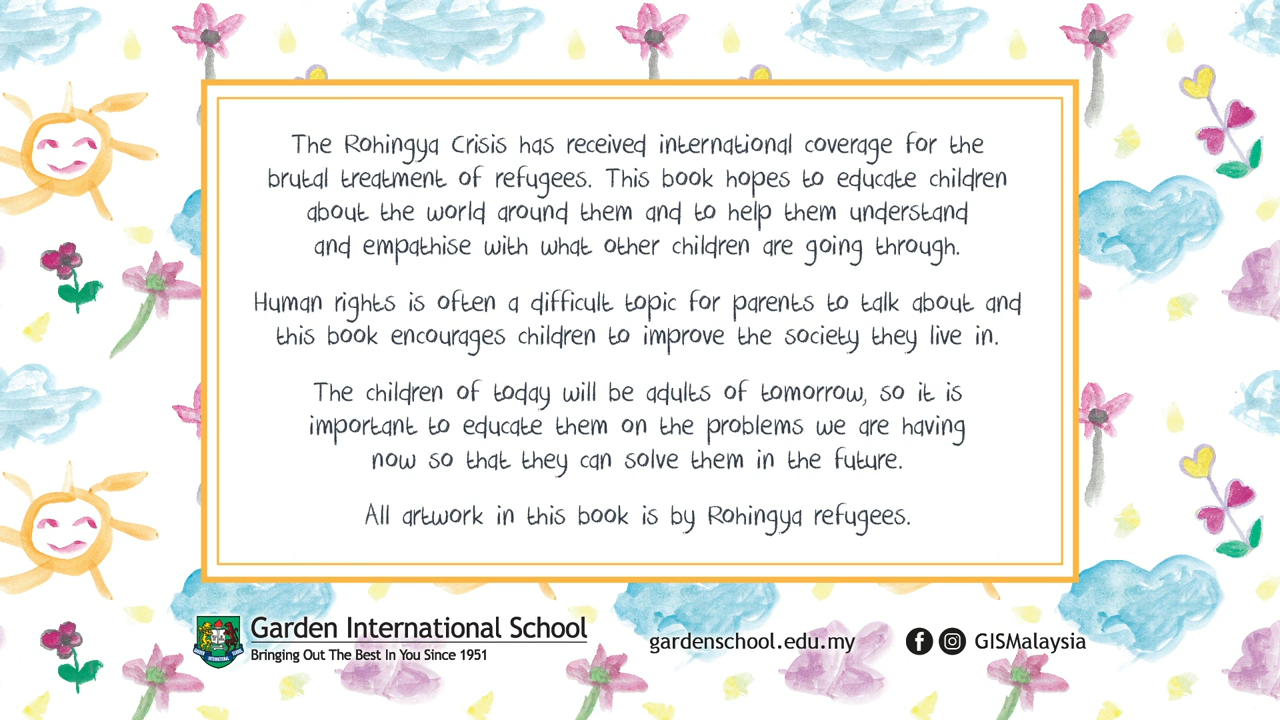 The Rohingya Crisis has received international coverage for the
brutal treatment of refugees. This book hopes to educate children
about the world around them and to help them understand
and empathise with what other children are going through.
Human rights is often a difficult topic for parents to talk about and
this book encourages children to improve the society they live in.
The children of today will be adults of tomorrow, so it is
important to educate them on the problems we are having
now so that they can solve them in the future.
All artwork in this book is by Rohingya refugees.
Garden International School
Bringing Out The Best In You Since 1951
gardenschool.edu.my
GISMalaysia